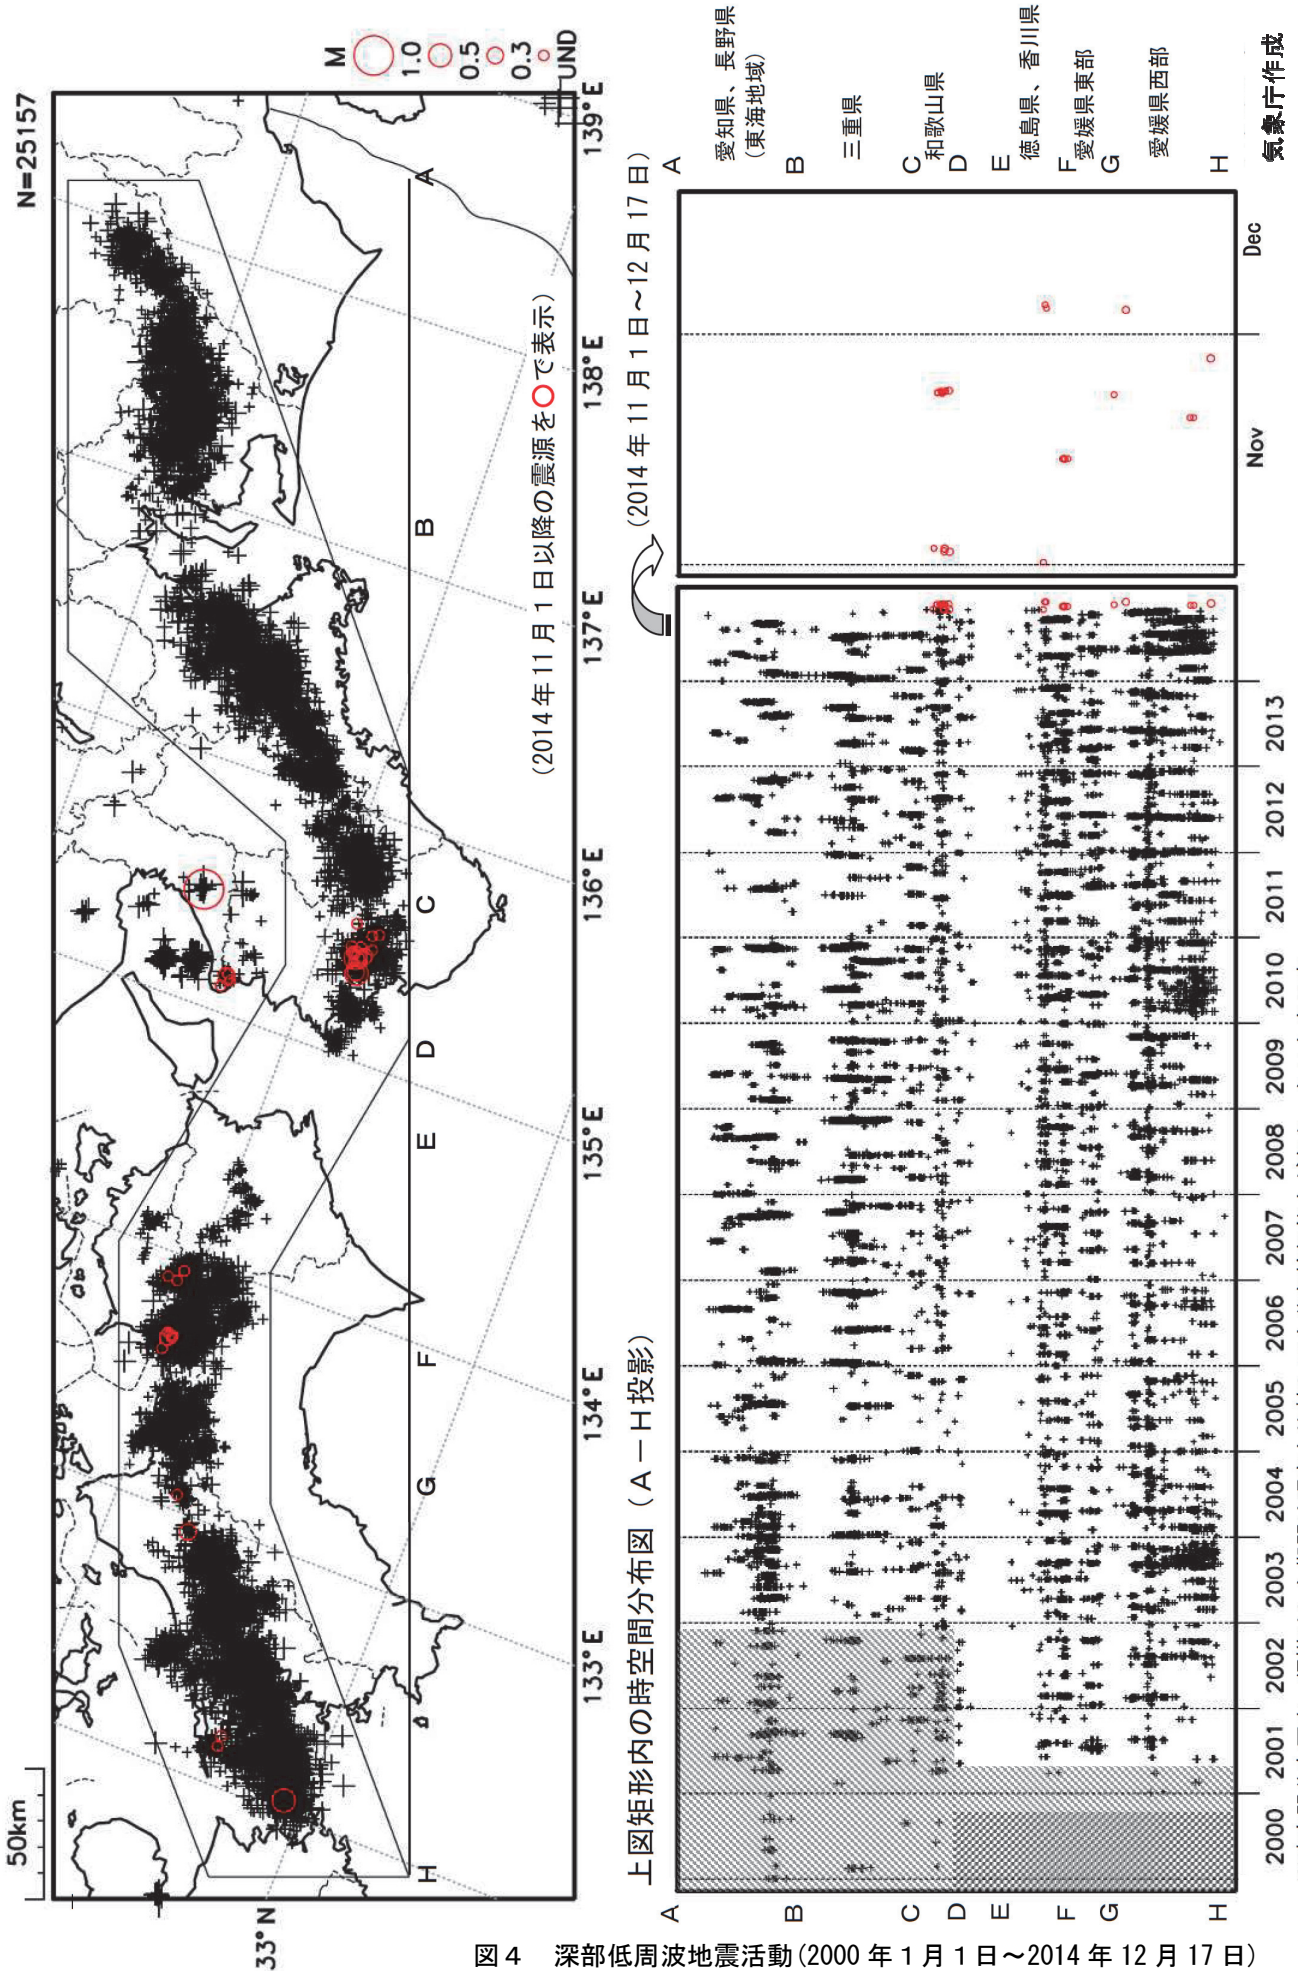 N=25157
M
1.0
0.5
0.3
UND
50km
33°N
133°E
134°E
135°E
136°E
137°E
138°E
139°E
H
G
F
E
D
C
B
A
(2014年11月1日以降の震源を○で表示)
上図矩形内の時空間分布図(A-H投影)
(2014年11月1日~12月17日)
A
B
C
D
E
F
G
H
2000
2001
2002
2003
2004
2005
2006
2007
2008
2009
2010
2011
2012
2013
Nov
Dec
A
B
C
D
E
F
G
H
愛知県、長野県
(東海地域)
三重県
和歌山県
徳島県、香川県
愛媛県東部
愛媛県西部
気象庁作成
図4 深部低周波地震活動(2000年1月1日~2014年12月17日)